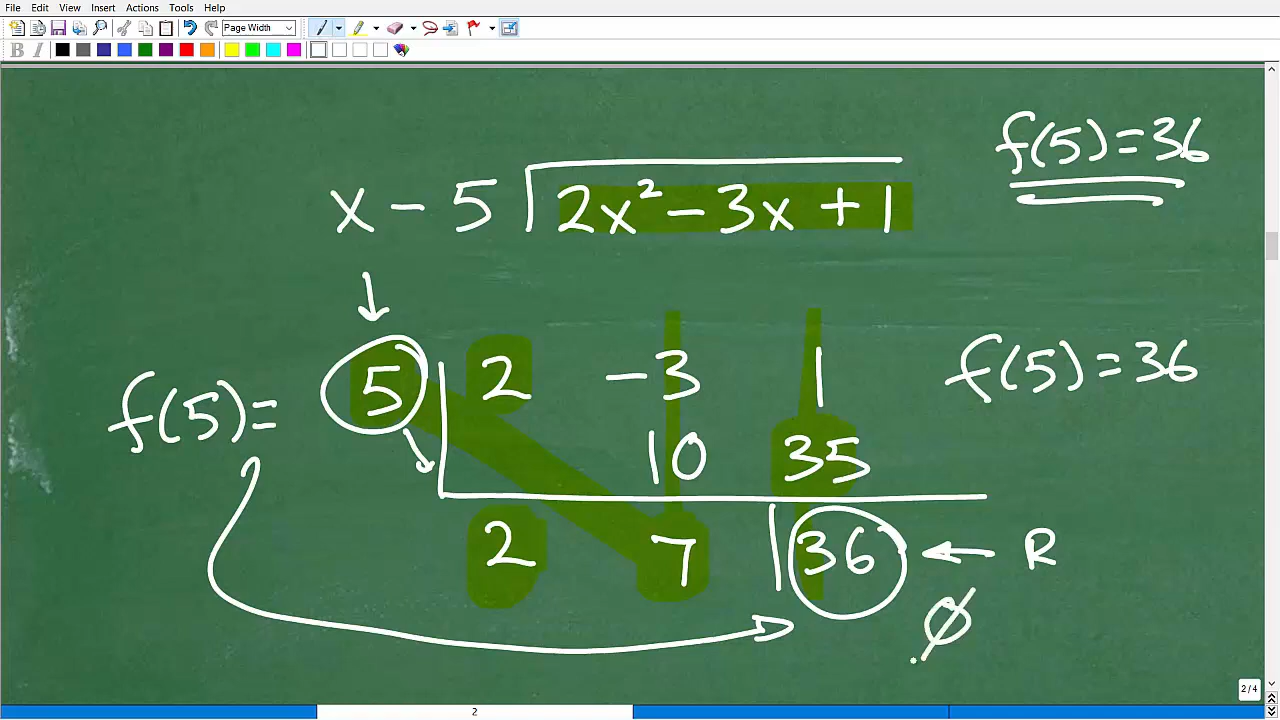 File Edit View Insert Actions Tools Help
Page Width
B I
f(5)=36
x - 5 2x² - 3x + 1
5 2 -3 1
f(5)=36
f(5)=
10 35
2 7 36 ← R
Ø
2/4
2